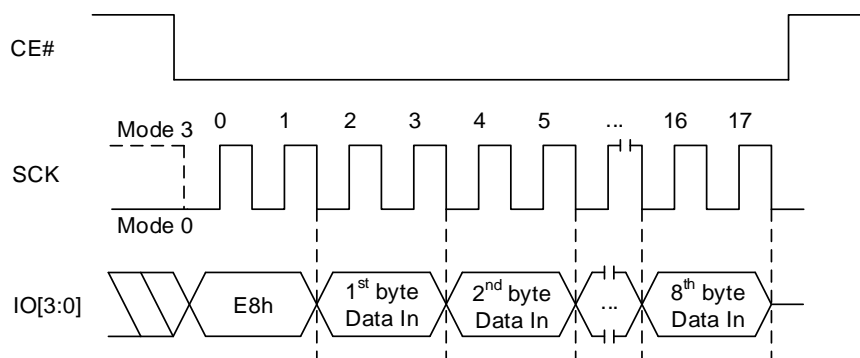 CE#
0 1 2 3 4 5 ... 16 17
Mode 3
SCK
Mode 0
IO[3:0]
E8h
1st byte
Data In
2nd byte
Data In
...
8th byte
Data In